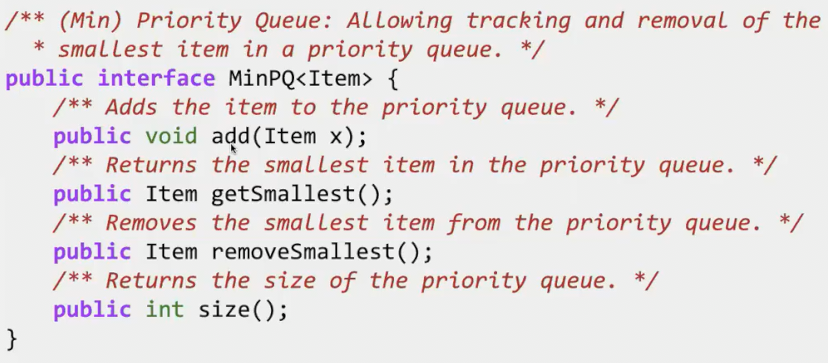 /** (Min) Priority Queue: Allowing tracking and removal of the
  * smallest item in a priority queue. */
public interface MinPQ<Item> {
    /** Adds the item to the priority queue. */
    public void add(Item x);
    /** Returns the smallest item in the priority queue. */
    public Item getSmallest();
    /** Removes the smallest item from the priority queue. */
    public Item removeSmallest();
    /** Returns the size of the priority queue. */
    public int size();
}